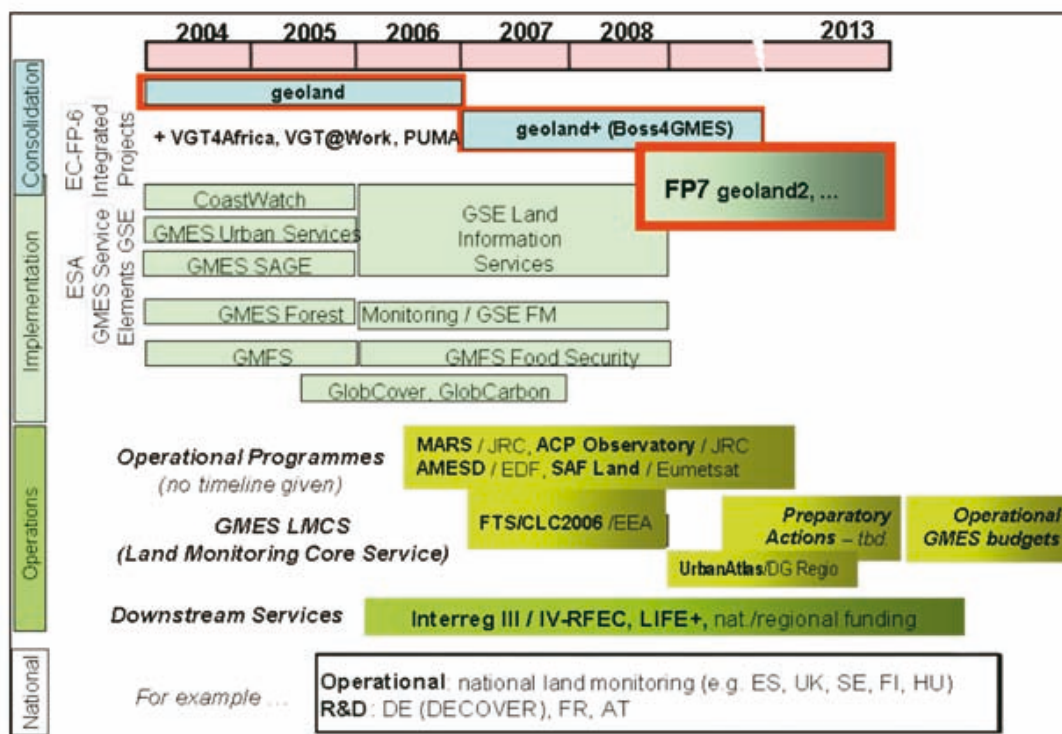 2004 2005 2006 2007 2008 2013
Consolidation
EC-FP-6
Integrated
Projects
geoland
+ VGT4Africa, VGT@Work, PUMA
geoland+ (Boss4GMES)
FP7 geoland2, ...
Implementation
ESA
GMES Service
Elements GSE
CoastWatch
GMES Urban Services
GMES SAGE
GSE Land
Information
Services
GMES Forest Monitoring / GSE FM
GMFS
GMFS Food Security
GlobCover, GlobCarbon
Operations
Operational Programmes
(no timeline given)
MARS / JRC, ACP Observatory / JRC
AMESD / EDF, SAF Land / Eumetsat
GMES LMCS
(Land Monitoring Core Service)
FTS/CLC2006 /EEA
Preparatory
Actions – tbd.
Operational
GMES budgets
UrbanAtlas/DG Regio
Downstream Services
Interreg III / IV-RFEC, LIFE+, nat./regional funding
National
For example ...
Operational: national land monitoring (e.g. ES, UK, SE, FI, HU)
R&D: DE (DECOVER), FR, AT